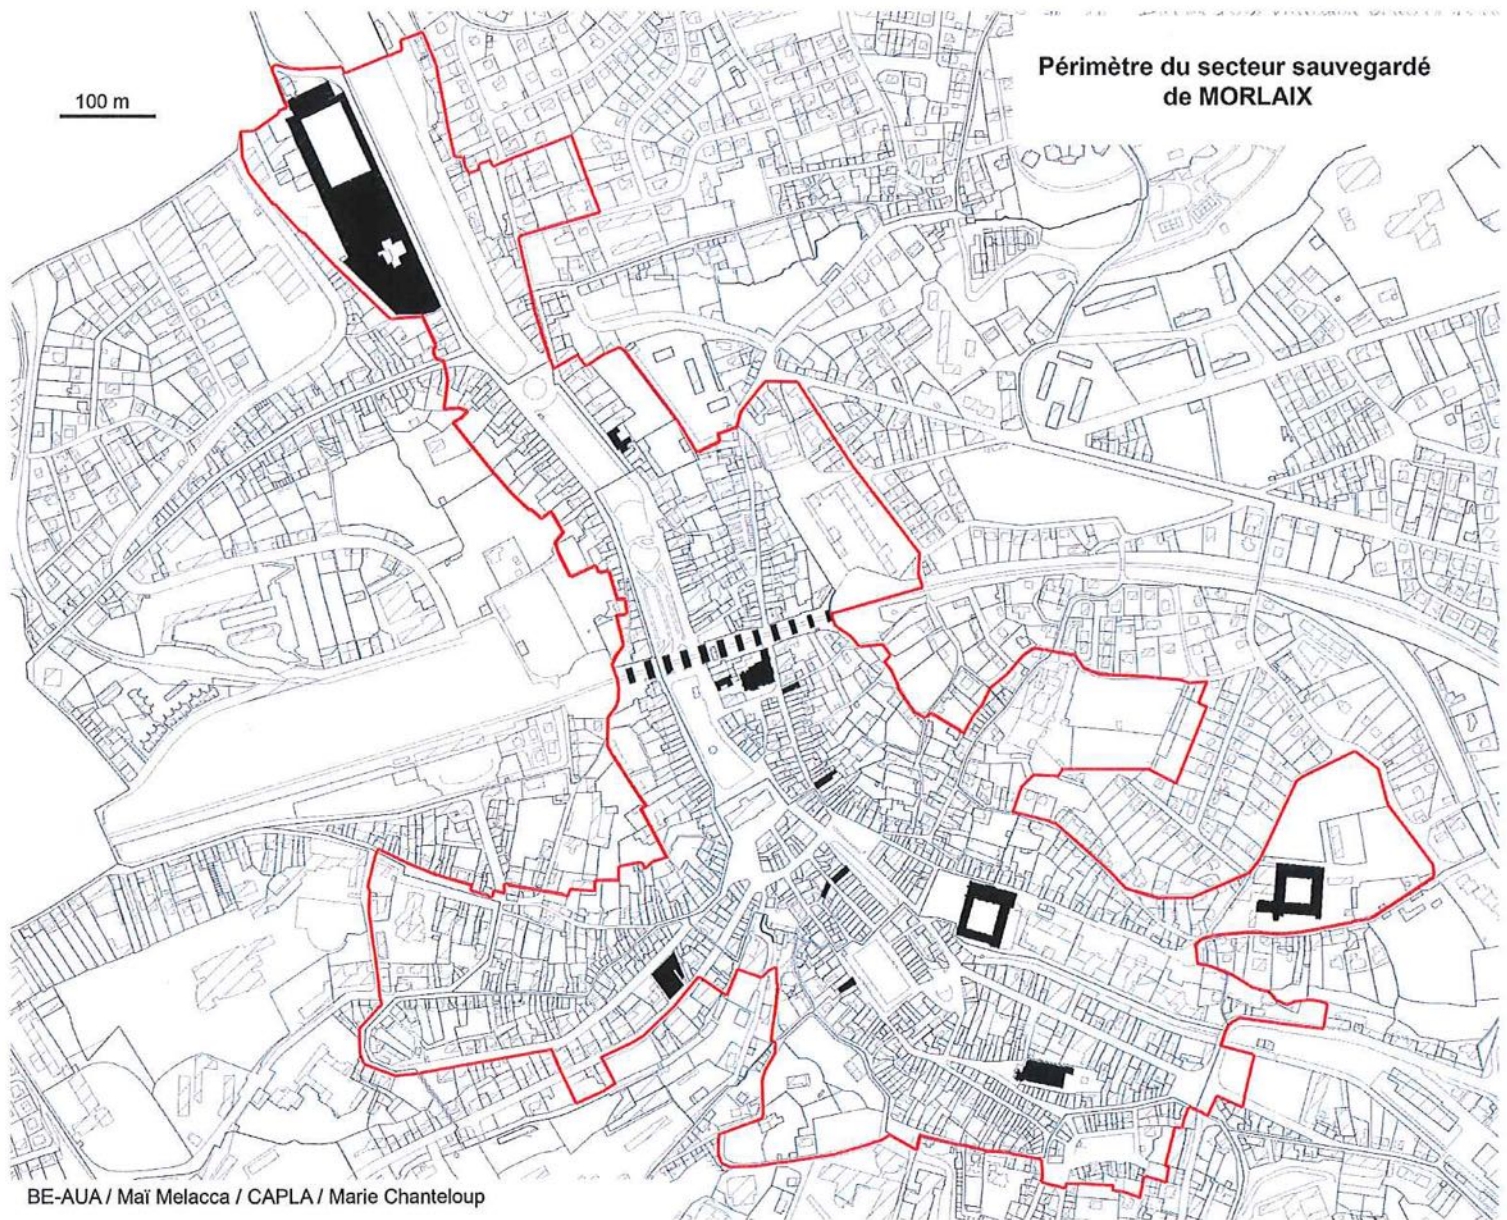 100 m
Périmètre du secteur sauvegardé
de MORLAIX
BE-AUA / Maï Melacca / CAPLA / Marie Chanteloup